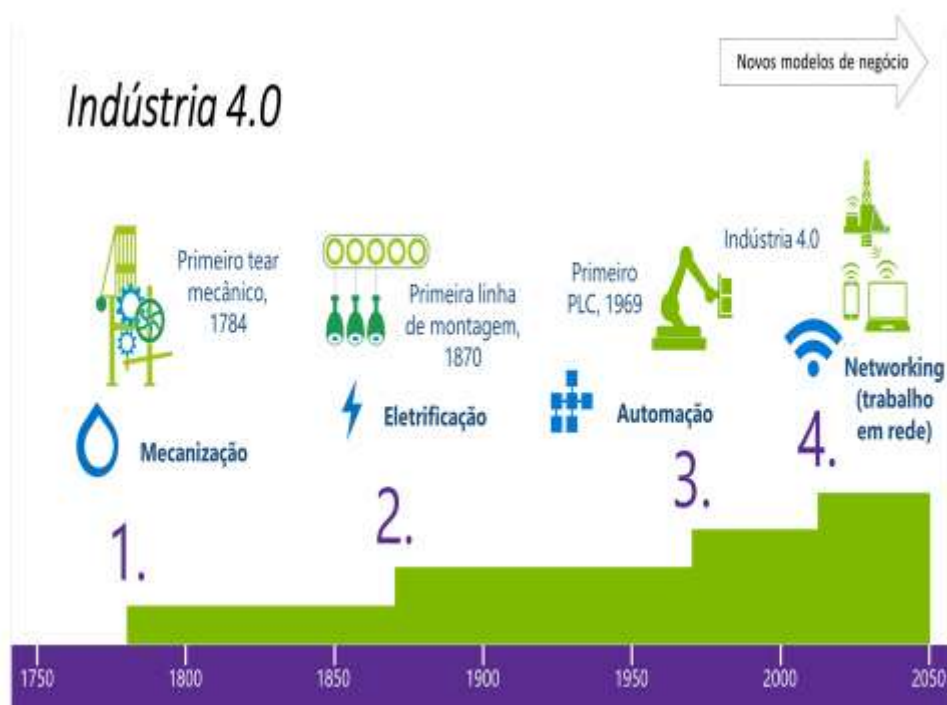 Novos modelos de negócio
Indústria 4.0
Primeiro tear
mecânico,
1784
Mecanização
Primeira linha
de montagem,
1870
Eletrificação
Primeiro
PLC, 1969
Automação
Indústria 4.0
Networking
(trabalho
em rede)
1.
2.
3.
4.
1750
1800
1850
1900
1950
2000
2050